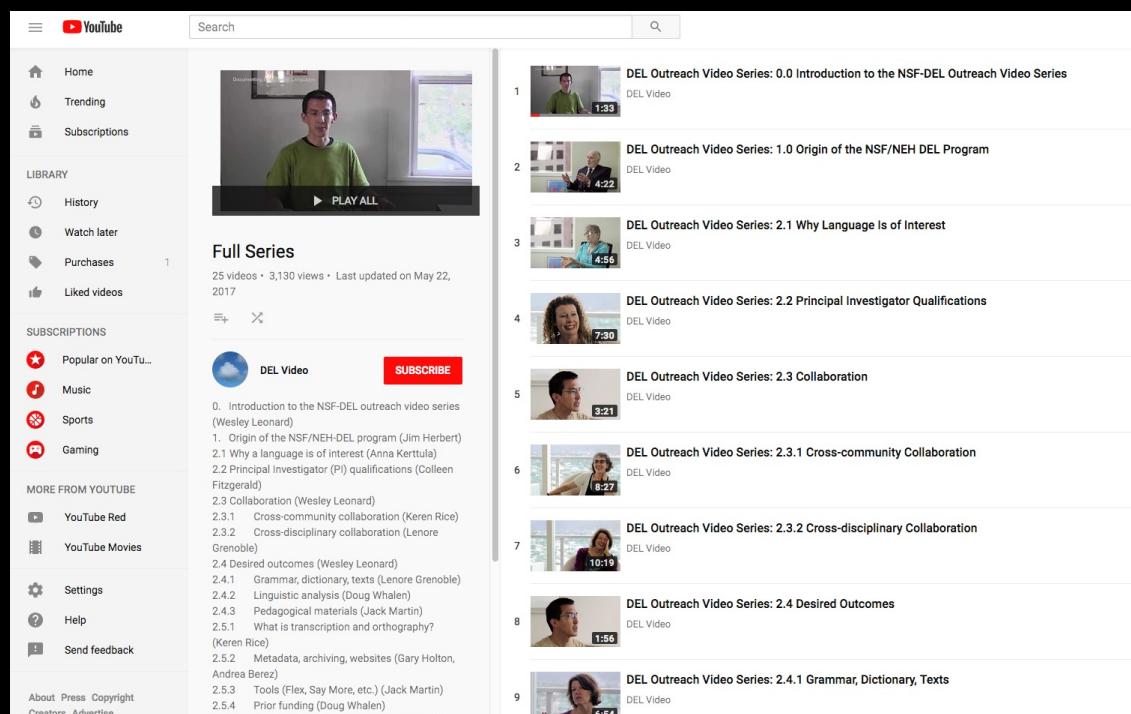 YouTube
Search
Home
Trending
Subscriptions
LIBRARY
History
Watch later
Purchases 1
Liked videos
SUBSCRIPTIONS
Popular on YouTu...
Music
Sports
Gaming
MORE FROM YOUTUBE
YouTube Red
YouTube Movies
Settings
Help
Send feedback
About Press Copyright
Creators Advertise
PLAY ALL
Full Series
25 videos • 3,130 views • Last updated on May 22,
2017
DEL Video
SUBSCRIBE
0. Introduction to the NSF-DEL outreach video series
(Wesley Leonard)
1. Origin of the NSF/NEH-DEL program (Jim Herbert)
2.1 Why a language is of interest (Anna Kerttula)
2.2 Principal Investigator (PI) qualifications (Colleen
Fitzgerald)
2.3 Collaboration (Wesley Leonard)
2.3.1 Cross-community collaboration (Keren Rice)
2.3.2 Cross-disciplinary collaboration (Lenore
Grenoble)
2.4 Desired outcomes (Wesley Leonard)
2.4.1 Grammar, dictionary, texts (Lenore Grenoble)
2.4.2 Linguistic analysis (Doug Whalen)
2.4.3 Pedagogical materials (Jack Martin)
2.5.1 What is transcription and orthography?
(Keren Rice)
2.5.2 Metadata, archiving, websites (Gary Holton,
Andrea Berez)
2.5.3 Tools (Flex, Say More, etc.) (Jack Martin)
2.5.4 Prior funding (Doug Whalen)
1
1:33
DEL Outreach Video Series: 0.0 Introduction to the NSF-DEL Outreach Video Series
DEL Video
2
4:22
DEL Outreach Video Series: 1.0 Origin of the NSF/NEH DEL Program
DEL Video
3
4:56
DEL Outreach Video Series: 2.1 Why Language Is of Interest
DEL Video
4
7:30
DEL Outreach Video Series: 2.2 Principal Investigator Qualifications
DEL Video
5
3:21
DEL Outreach Video Series: 2.3 Collaboration
DEL Video
6
8:27
DEL Outreach Video Series: 2.3.1 Cross-community Collaboration
DEL Video
7
10:19
DEL Outreach Video Series: 2.3.2 Cross-disciplinary Collaboration
DEL Video
8
1:56
DEL Outreach Video Series: 2.4 Desired Outcomes
DEL Video
9
6:54
DEL Outreach Video Series: 2.4.1 Grammar, Dictionary, Texts
DEL Video